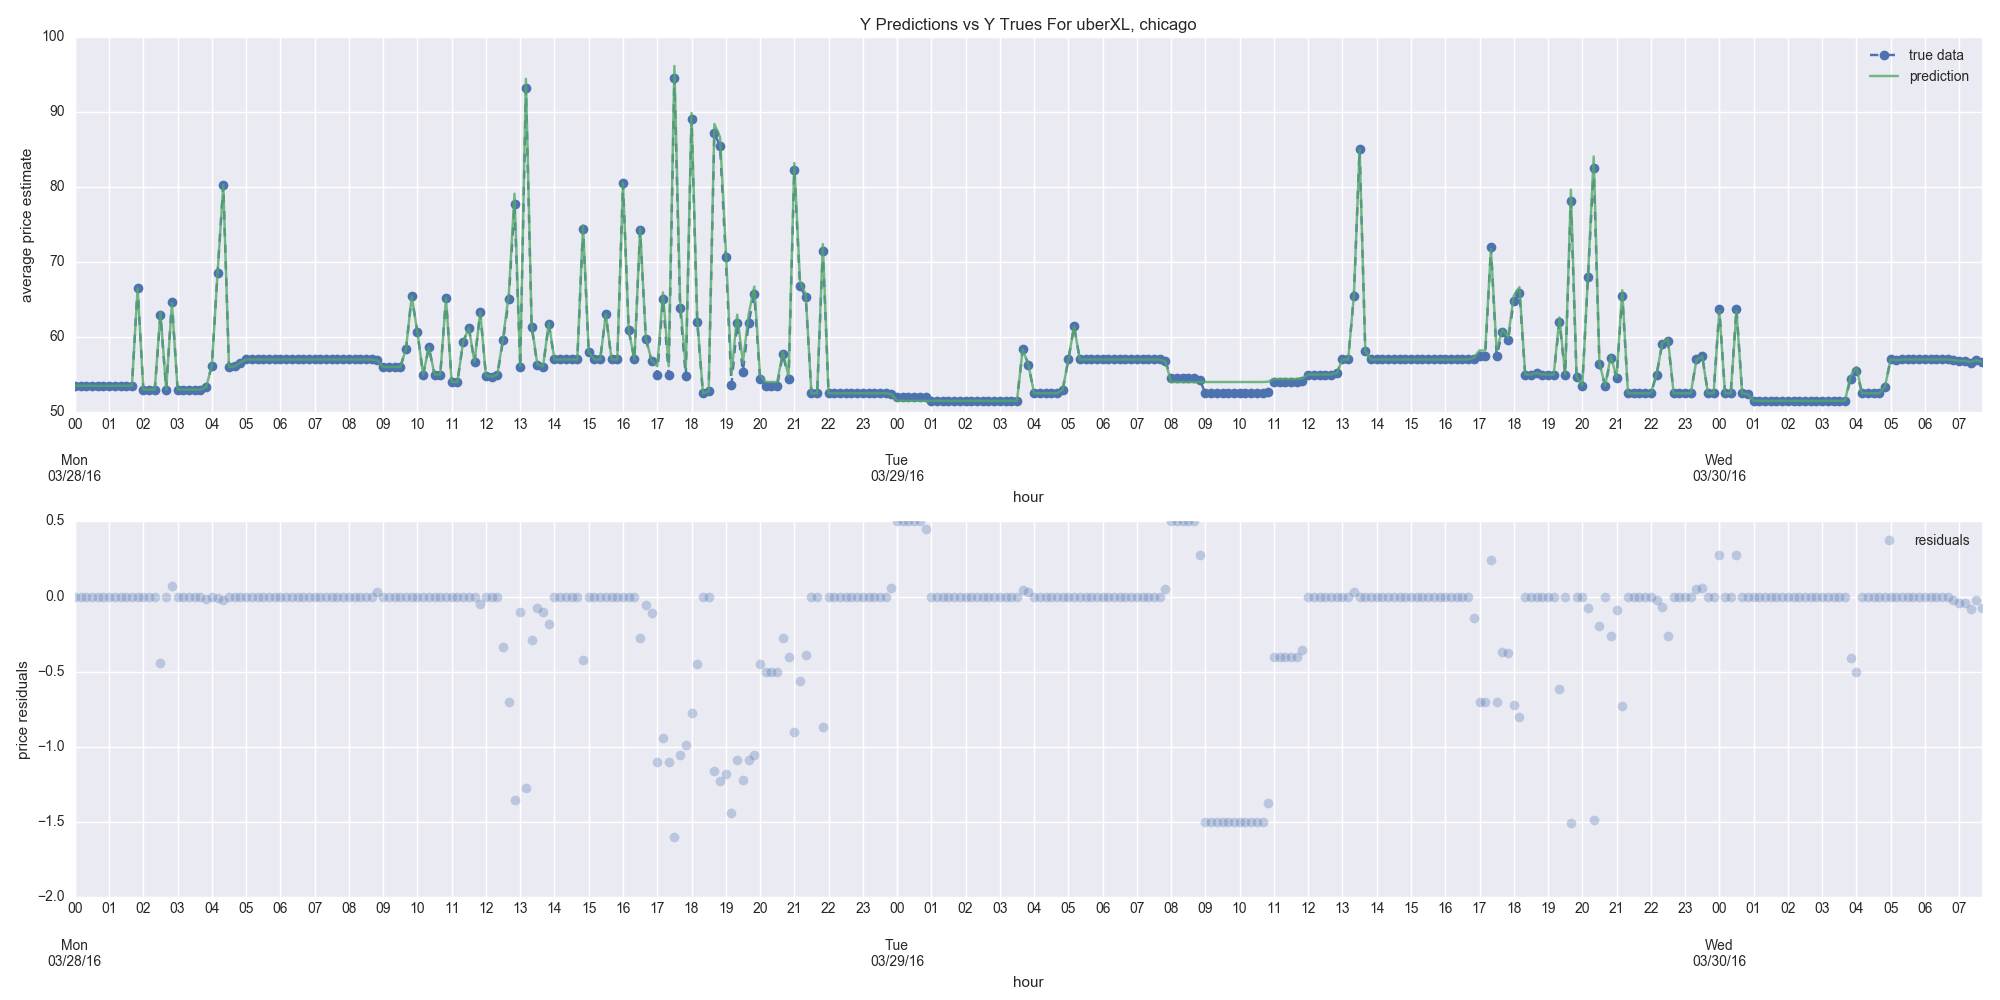 Y Predictions vs Y Trues For uberXL, chicago
100
90
80
70
60
50
average price estimate
true data
prediction
00 01 02 03 04 05 06 07 08 09 10 11 12 13 14 15 16 17 18 19 20 21 22 23 00 01 02 03 04 05 06 07 08 09 10 11 12 13 14 15 16 17 18 19 20 21 22 23 00 01 02 03 04 05 06 07
Mon Tue Wed
03/28/16 03/29/16 03/30/16
hour
0.5
0.0
−0.5
−1.0
−1.5
−2.0
price residuals
residuals
00 01 02 03 04 05 06 07 08 09 10 11 12 13 14 15 16 17 18 19 20 21 22 23 00 01 02 03 04 05 06 07 08 09 10 11 12 13 14 15 16 17 18 19 20 21 22 23 00 01 02 03 04 05 06 07
Mon Tue Wed
03/28/16 03/29/16 03/30/16
hour